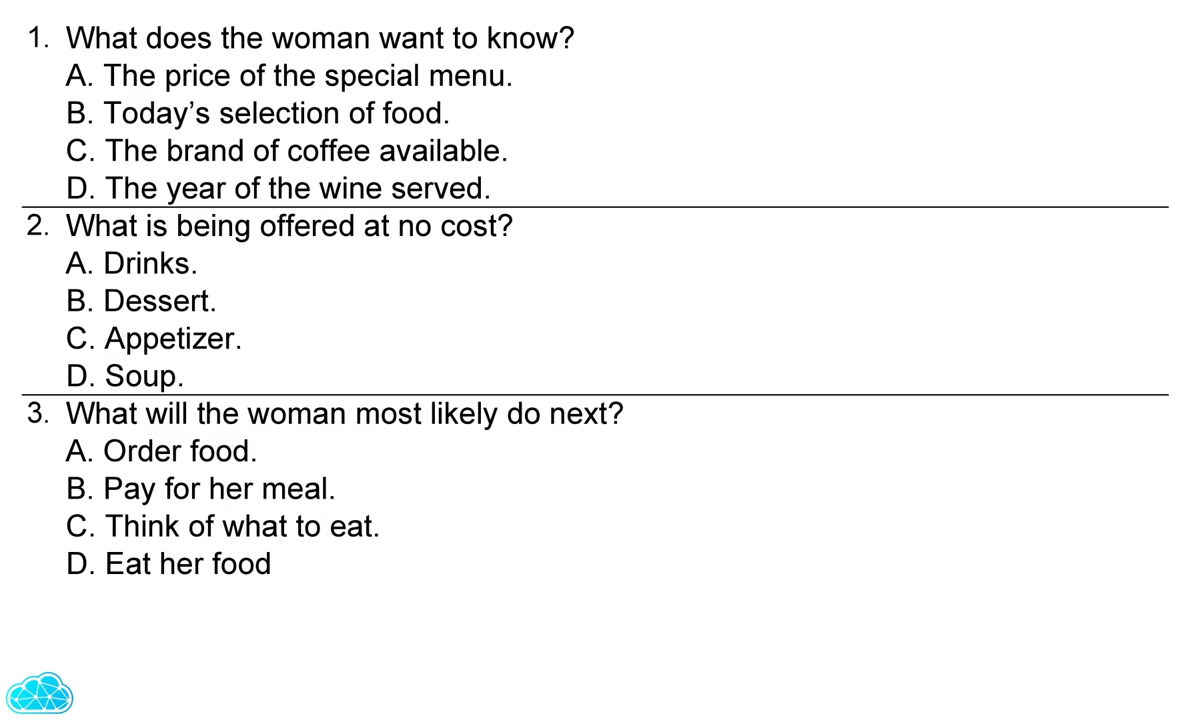 1. What does the woman want to know?
A. The price of the special menu.
B. Today’s selection of food.
C. The brand of coffee available.
D. The year of the wine served.
2. What is being offered at no cost?
A. Drinks.
B. Dessert.
C. Appetizer.
D. Soup.
3. What will the woman most likely do next?
A. Order food.
B. Pay for her meal.
C. Think of what to eat.
D. Eat her food